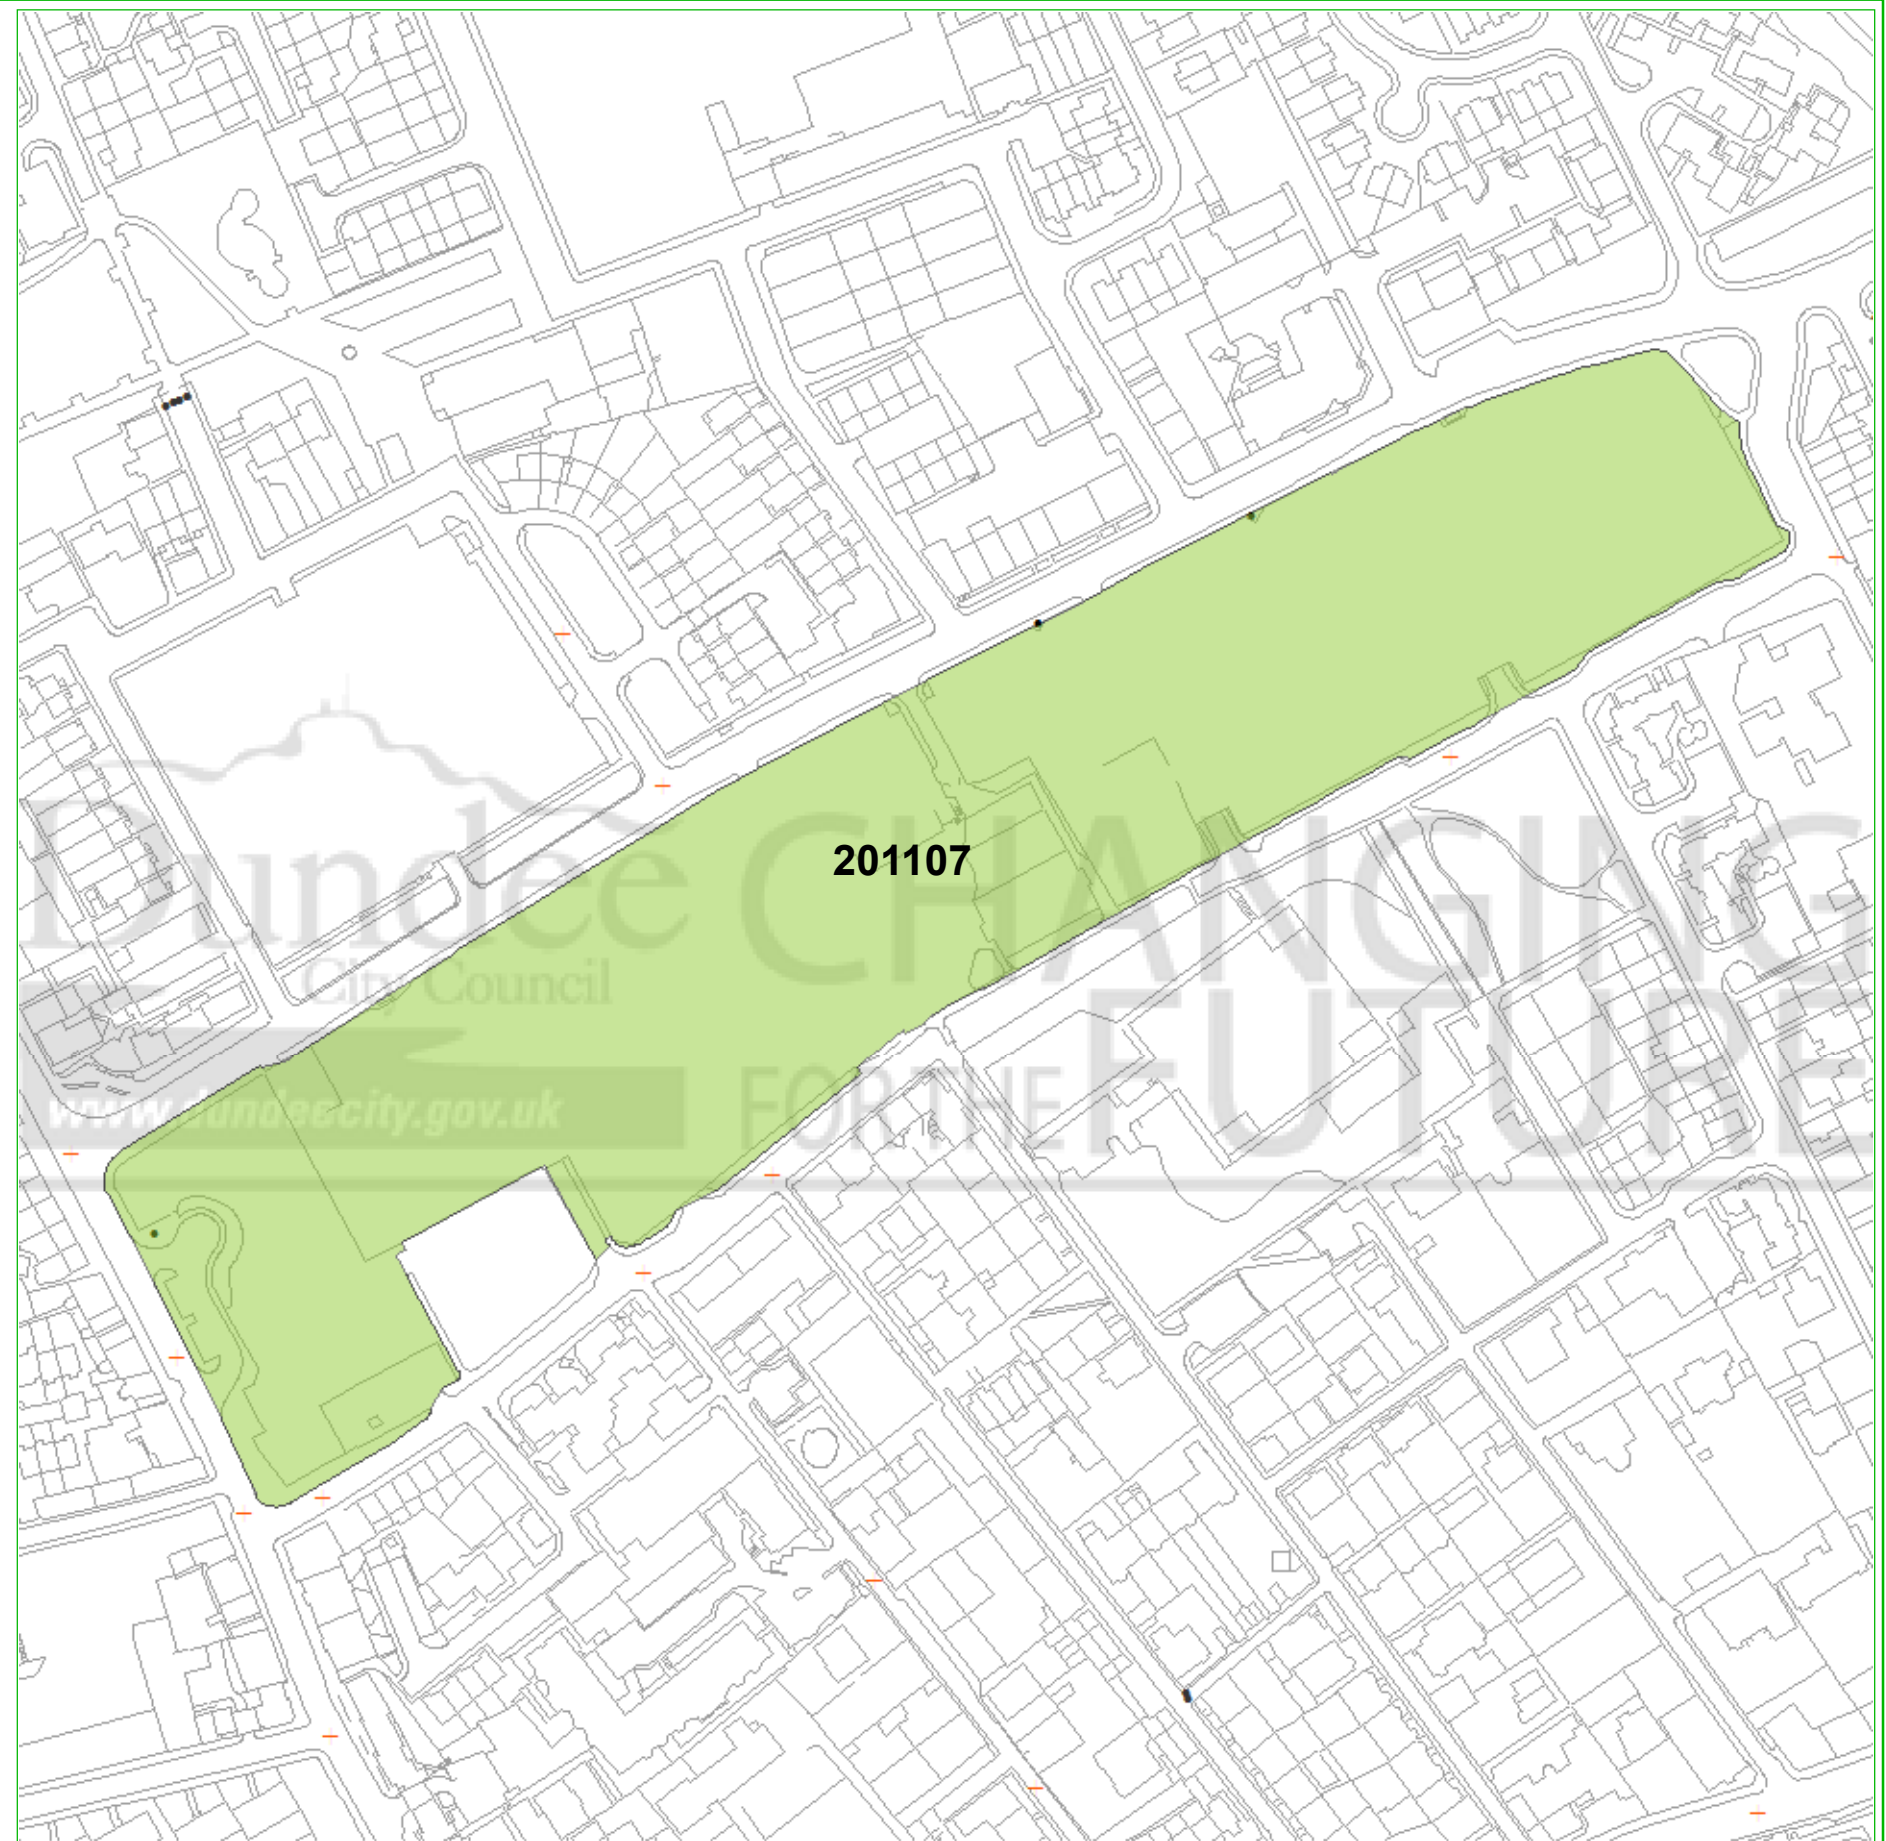 201107
Dundee
City Council
www.dundeecity.gov.uk
CHANGING
FOR THE FUTURE